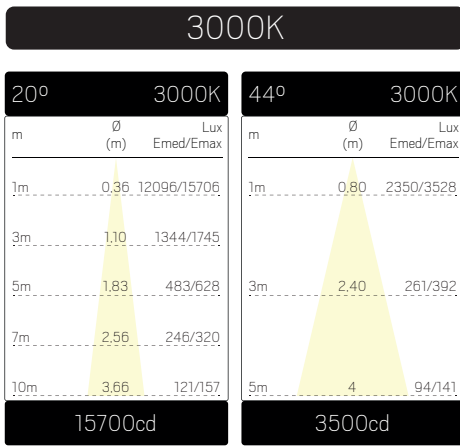 3000K
20º 3000K
m Ø (m) Lux Emed/Emax
1m 0,36 12096/15706
3m 1,10 1344/1745
5m 1,83 483/628
7m 2,56 246/320
10m 3,66 121/157
15700cd
44º 3000K
m Ø (m) Lux Emed/Emax
1m 0,80 2350/3528
3m 2,40 261/392
5m 4 94/141
3500cd